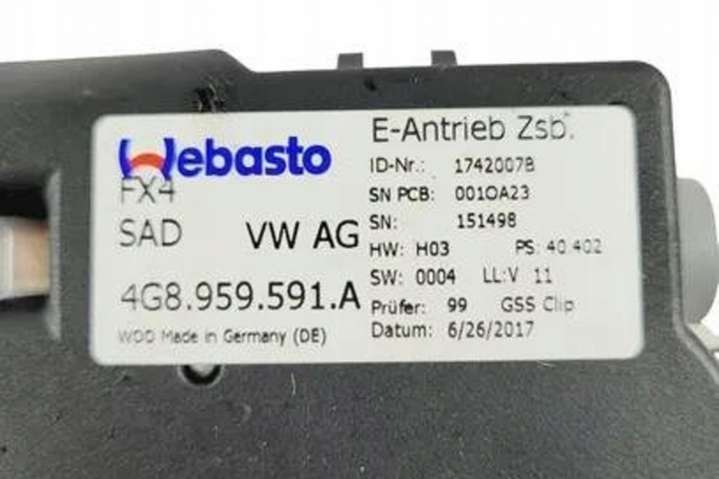 Webasto
FX4
SAD VW AG
4G8.959.591.A
WOD Made in Germany (DE)
E-Antrieb Zsb.
ID-Nr.: 1742007B
SN PCB: 001OA23
SN: 151498
HW: H03 PS: 40.402
SW: 0004 LL:V 11
Prüfer: 99 GSS Clip
Datum: 6/26/2017